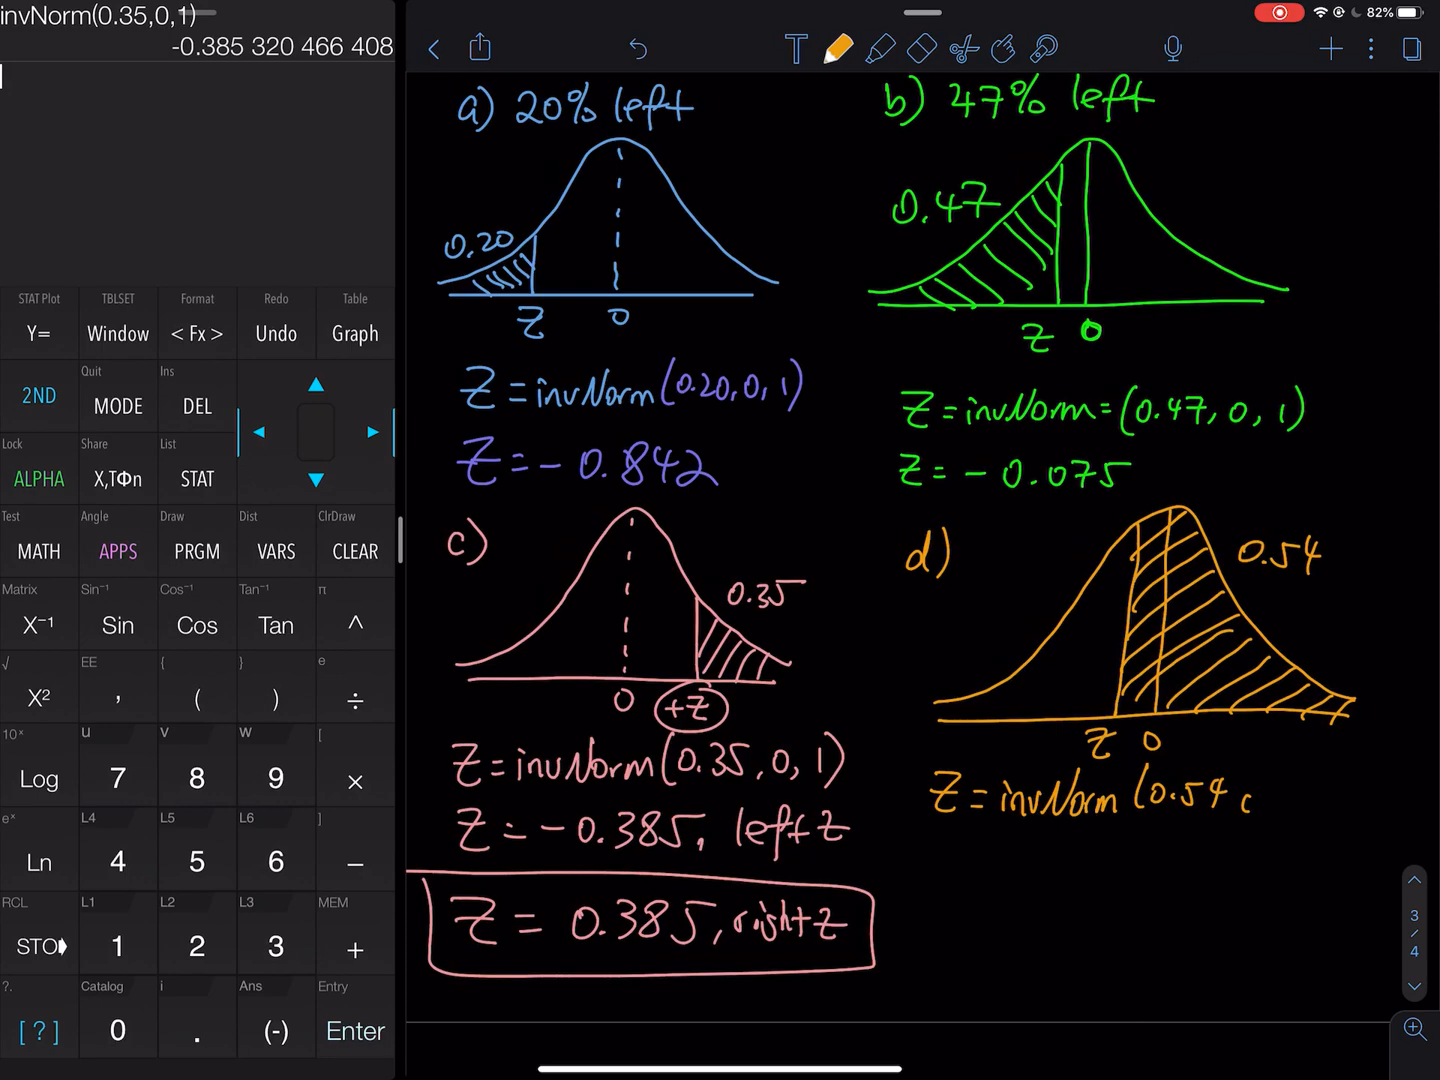 invNorm(0.35,0,1)
-0.385 320 466 408
82%
T
STAT Plot TBLSET Format Redo Table
Y= Window < Fx > Undo Graph
Quit Ins
2ND MODE DEL
Lock Share List
ALPHA X,TΦn STAT
Test Angle Draw Dist ClrDraw
MATH APPS PRGM VARS CLEAR
Matrix Sin⁻¹ Cos⁻¹ Tan⁻¹ π
X⁻¹ Sin Cos Tan ^
√ EE { } e
X² , ( ) ÷
10ˣ u v w [
Log 7 8 9 ×
eˣ L4 L5 L6 ]
Ln 4 5 6 −
RCL L1 L2 L3 MEM
STO 1 2 3 +
?. Catalog i Ans Entry
[ ? ] 0 . (-) Enter
a) 20% left
0.20
Z 0
Z = invNorm(0.20,0,1)
Z = -0.842
b) 47% left
0.47
Z 0
Z = invNorm = (0.47, 0, 1)
Z = -0.075
c)
0.35
0 +Z
Z = invNorm(0.35,0,1)
Z = -0.385, left Z
Z = 0.385, right Z
d)
0.54
Z 0
Z = invNorm (0.54 c
3
/
4